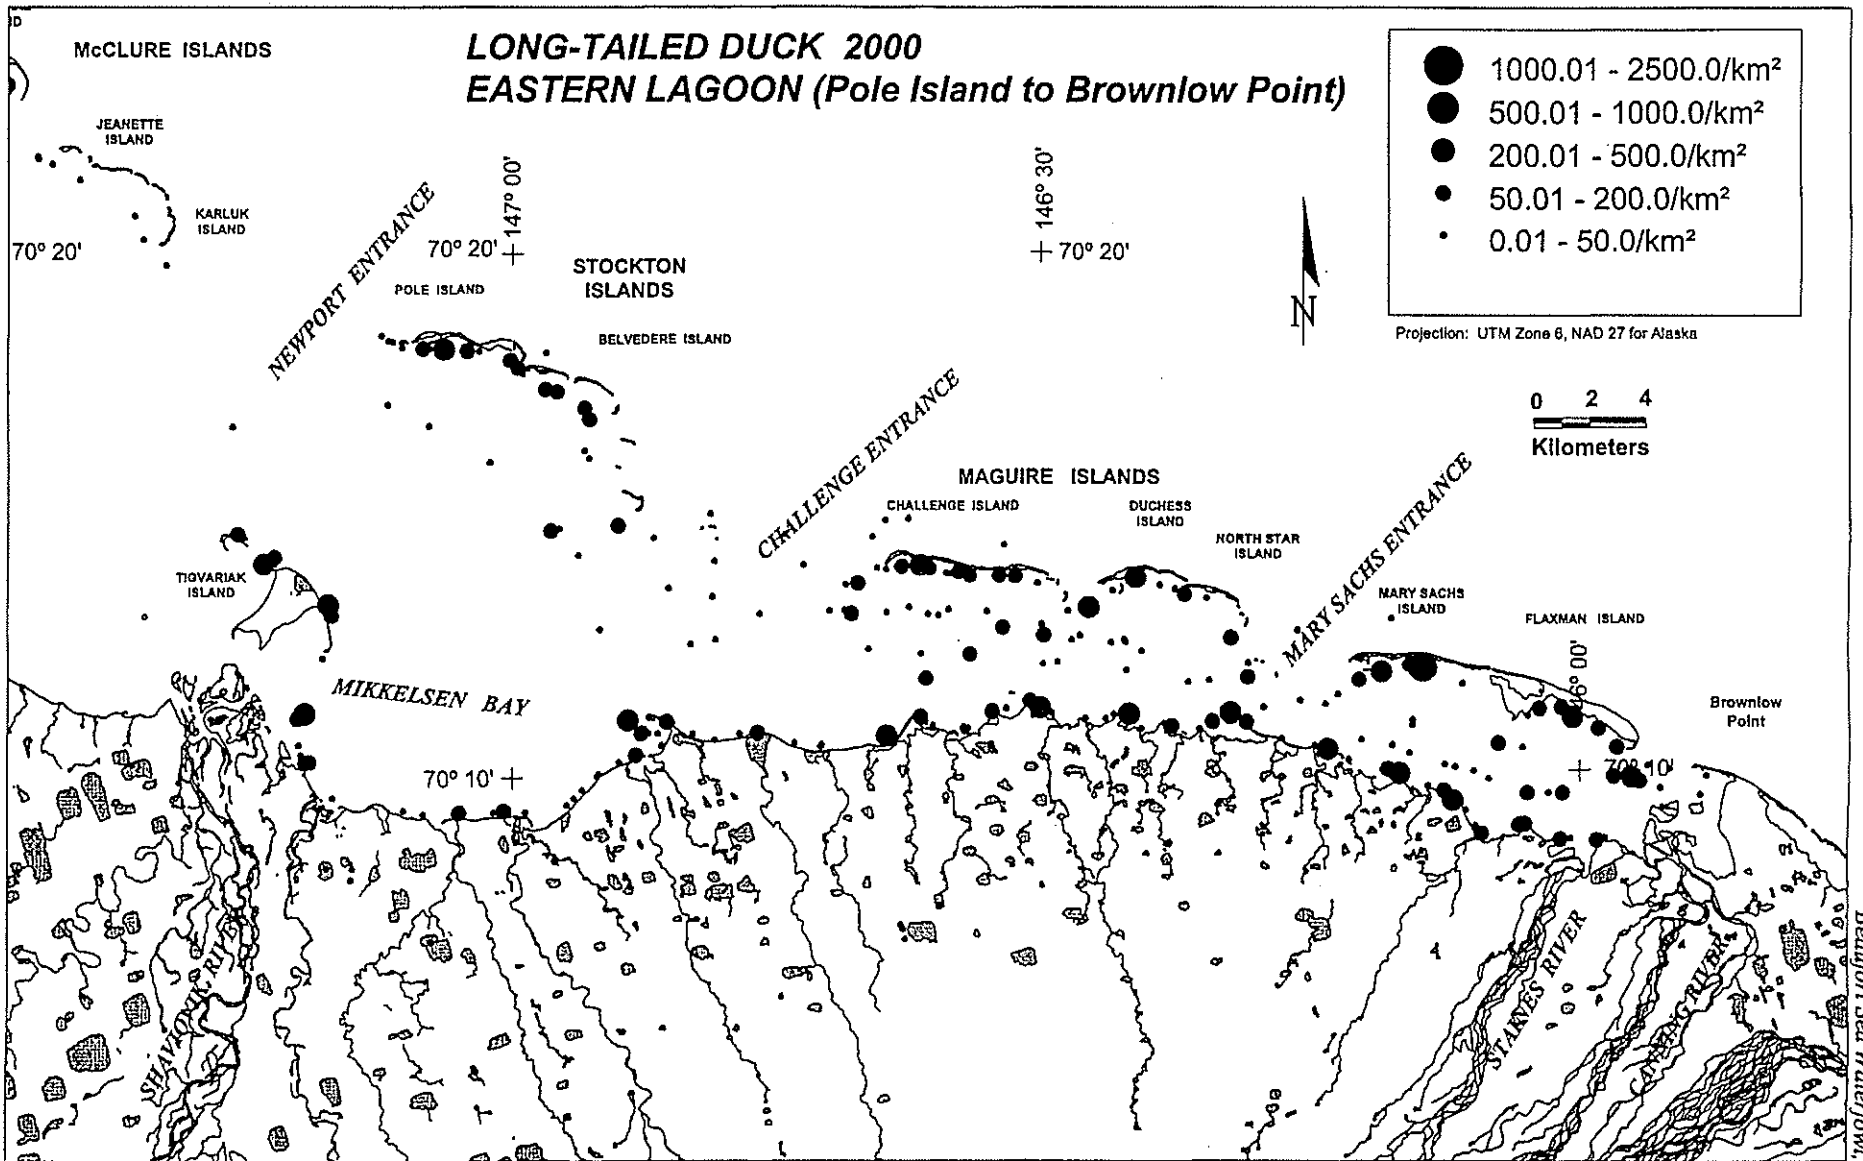 LONG-TAILED DUCK 2000
EASTERN LAGOON (Pole Island to Brownlow Point)
1000.01 - 2500.0/km²
500.01 - 1000.0/km²
200.01 - 500.0/km²
50.01 - 200.0/km²
0.01 - 50.0/km²
Projection: UTM Zone 6, NAD 27 for Alaska
0 2 4
Kilometers
N
McCLURE ISLANDS
JEANETTE
ISLAND
KARLUK
ISLAND
70° 20'
NEWPORT ENTRANCE
147° 00'
70° 20'
146° 30'
70° 20'
STOCKTON
ISLANDS
POLE ISLAND
BELVEDERE ISLAND
CHALLENGE ENTRANCE
MAGUIRE ISLANDS
CHALLENGE ISLAND
DUCHESS
ISLAND
NORTH STAR
ISLAND
MARY SACHS ENTRANCE
MARY SACHS
ISLAND
FLAXMAN ISLAND
146° 00'
Brownlow
Point
TIGVARIAK
ISLAND
MIKKELSEN BAY
70° 10'
70° 10'
SHAVIOVIK RIVER
STAINES RIVER
CANNING RIVER
Beaufort Sea Waterfowl,